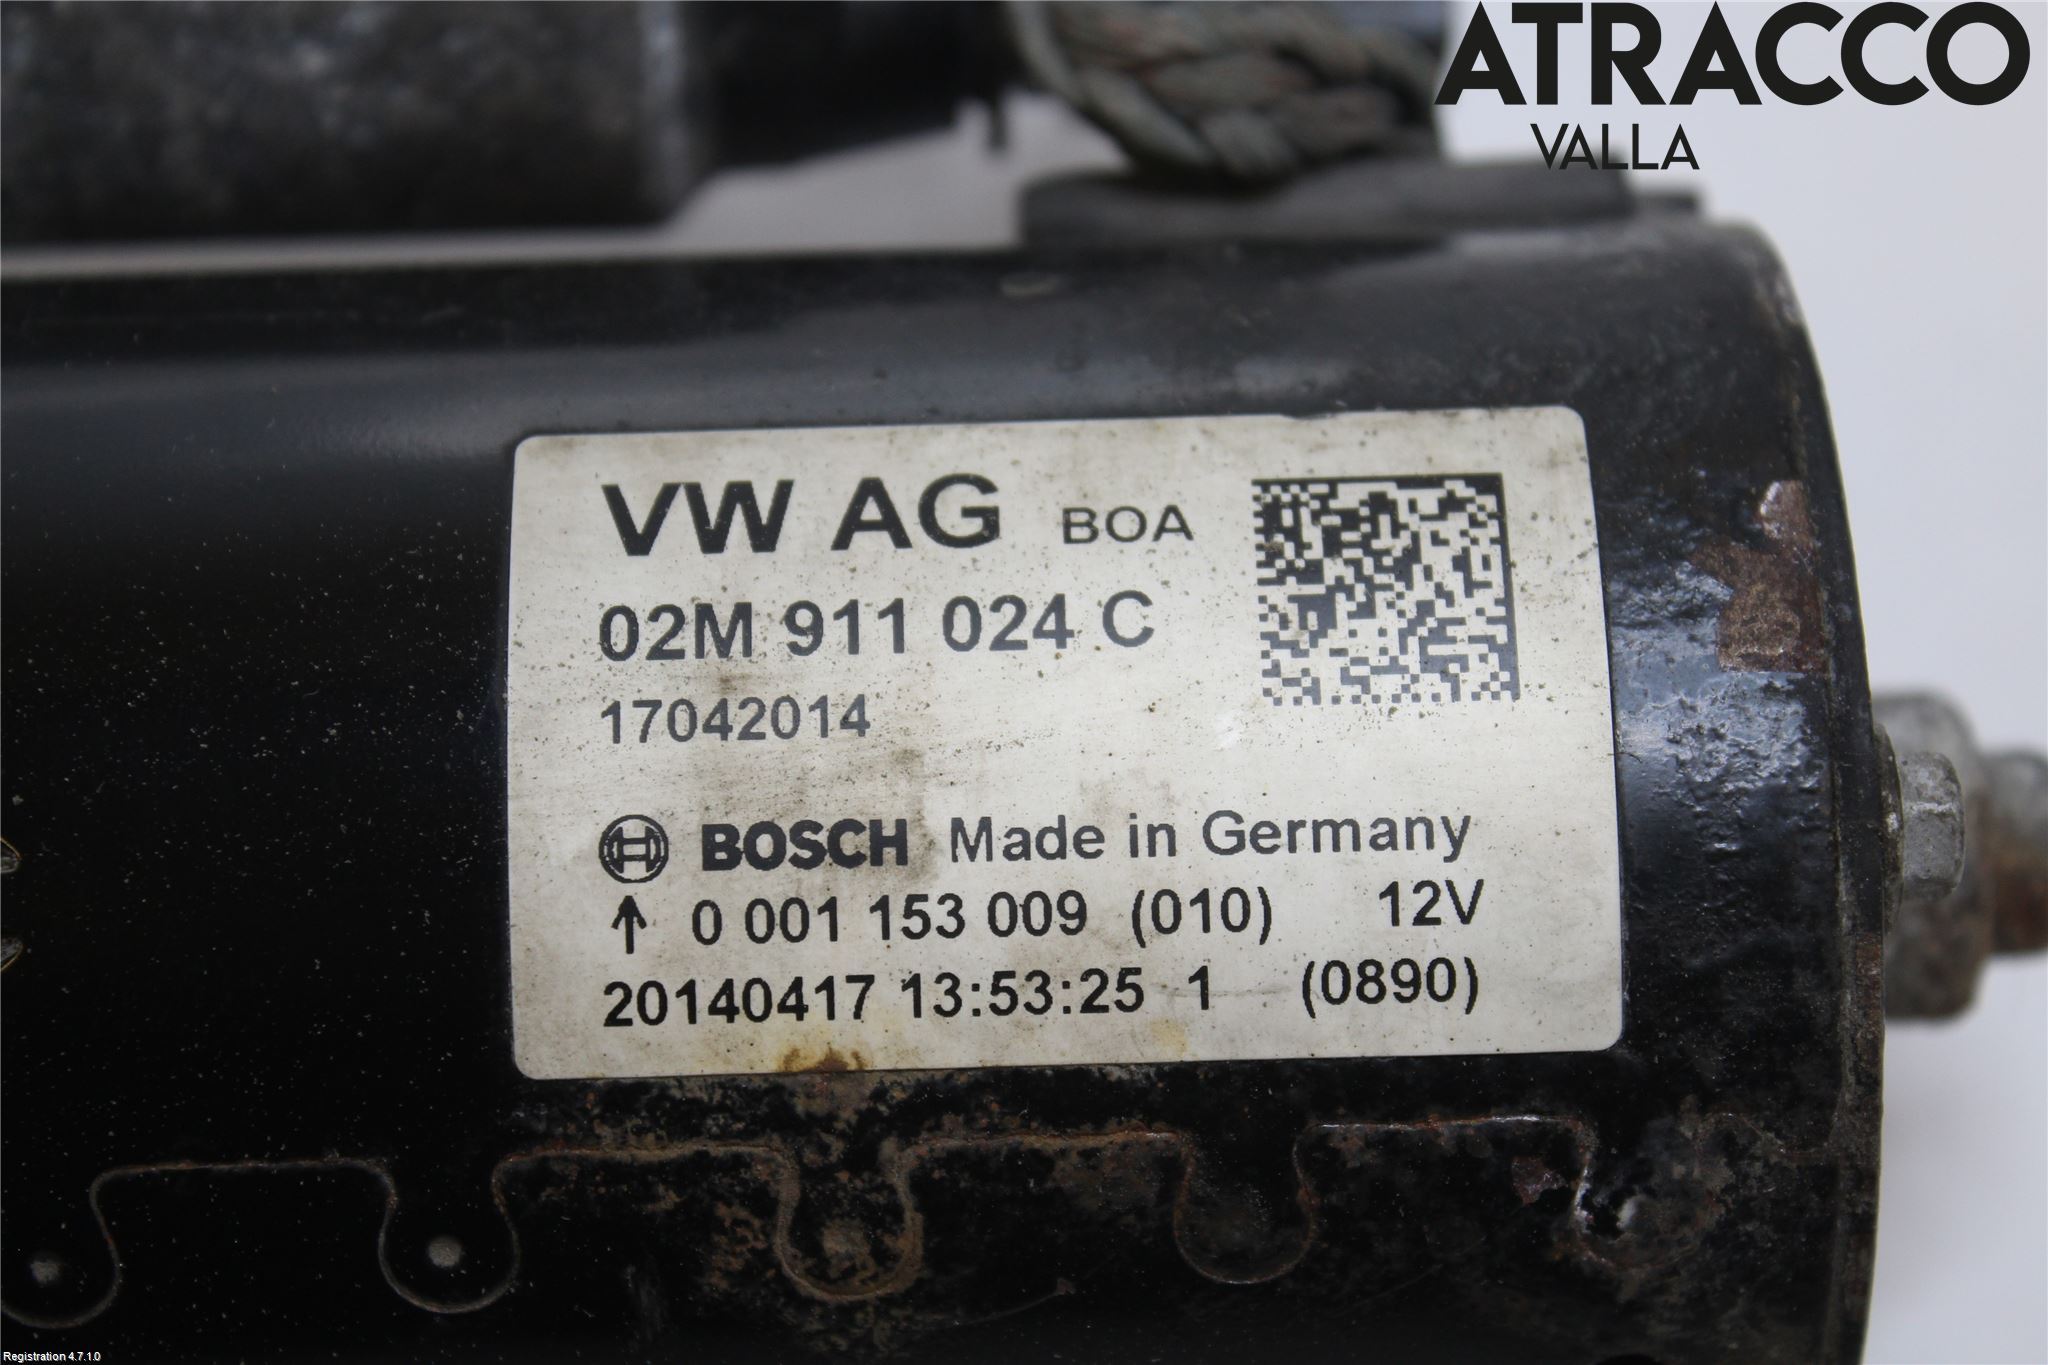 ATRACCO
VALLA
VW AG BOA
02M 911 024 C
17042014
BOSCH Made in Germany
↑ 0 001 153 009 (010) 12V
20140417 13:53:25 1 (0890)
Registration 4.7.1.0